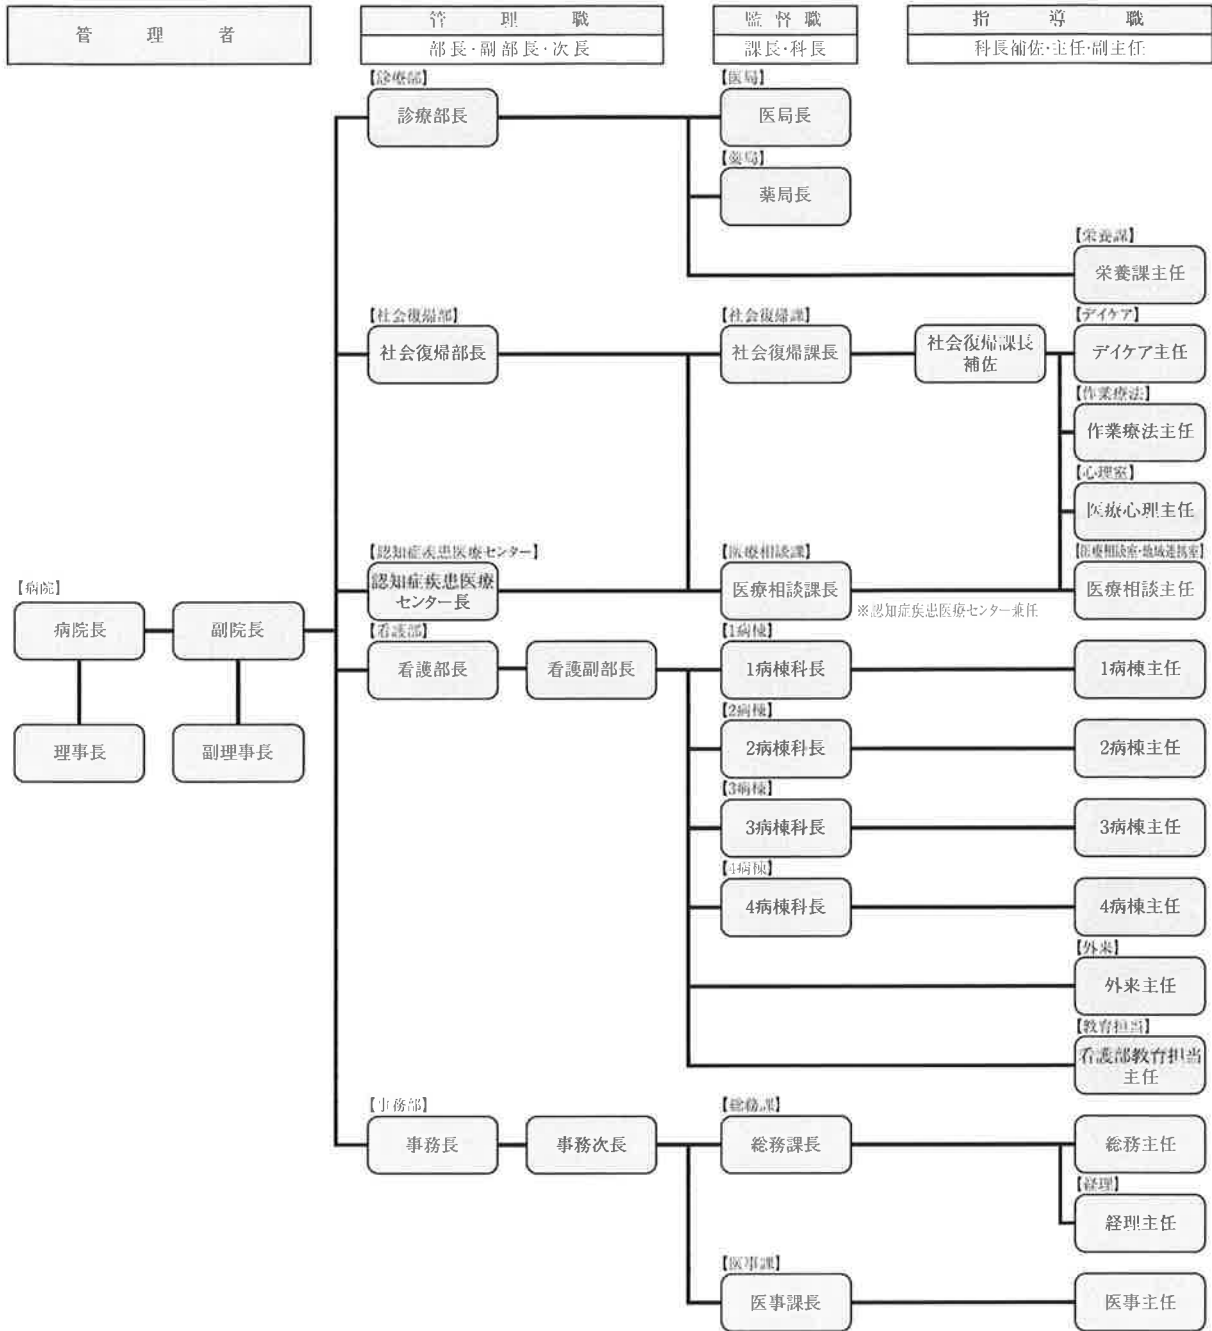 管理者
管理職
部長・副部長・次長
監督職
課長・科長
指導職
科長補佐・主任・副主任
【診療部】
診療部長
【医局】
医局長
【薬局】
薬局長
【栄養課】
栄養課主任
【社会復帰部】
社会復帰部長
【社会復帰課】
社会復帰課長
社会復帰課長
補佐
【デイケア】
デイケア主任
【作業療法】
作業療法主任
【心理室】
医療心理主任
【認知症疾患医療センター】
認知症疾患医療
センター長
【医療相談課】
医療相談課長
※認知症疾患医療センター兼任
【医療相談室・地域連携室】
医療相談主任
【病院】
病院長
副院長
理事長
副理事長
【看護部】
看護部長
看護副部長
【1病棟】
1病棟科長
1病棟主任
【2病棟】
2病棟科長
2病棟主任
【3病棟】
3病棟科長
3病棟主任
【4病棟】
4病棟科長
4病棟主任
【外来】
外来主任
【教育担当】
看護部教育担当
主任
【事務部】
事務長
事務次長
【総務課】
総務課長
総務主任
【経理】
経理主任
【医事課】
医事課長
医事主任